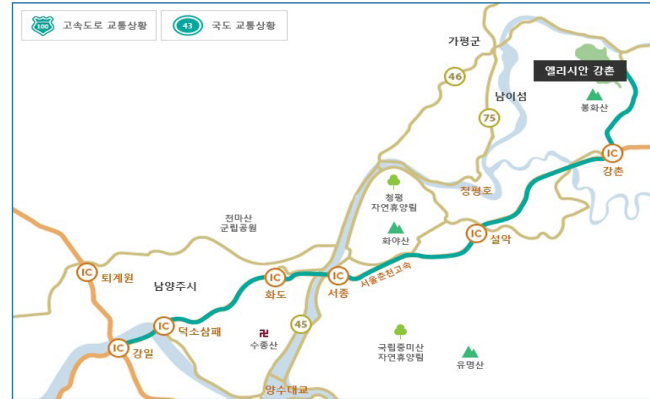 100 고속도로 교통상황
43 국도 교통상황
가평군
46
엘리시안 강촌
남이섬
봉화산
75
IC
강촌
청평
자연휴양림
청평호
천마산
군립공원
화야산
IC
설악
IC
퇴계원
남양주시
IC
화도
IC
서종
서울춘천고속
IC
덕소삼패
45
수종산
IC
강일
국립중미산
자연휴양림
유명산
양수대교